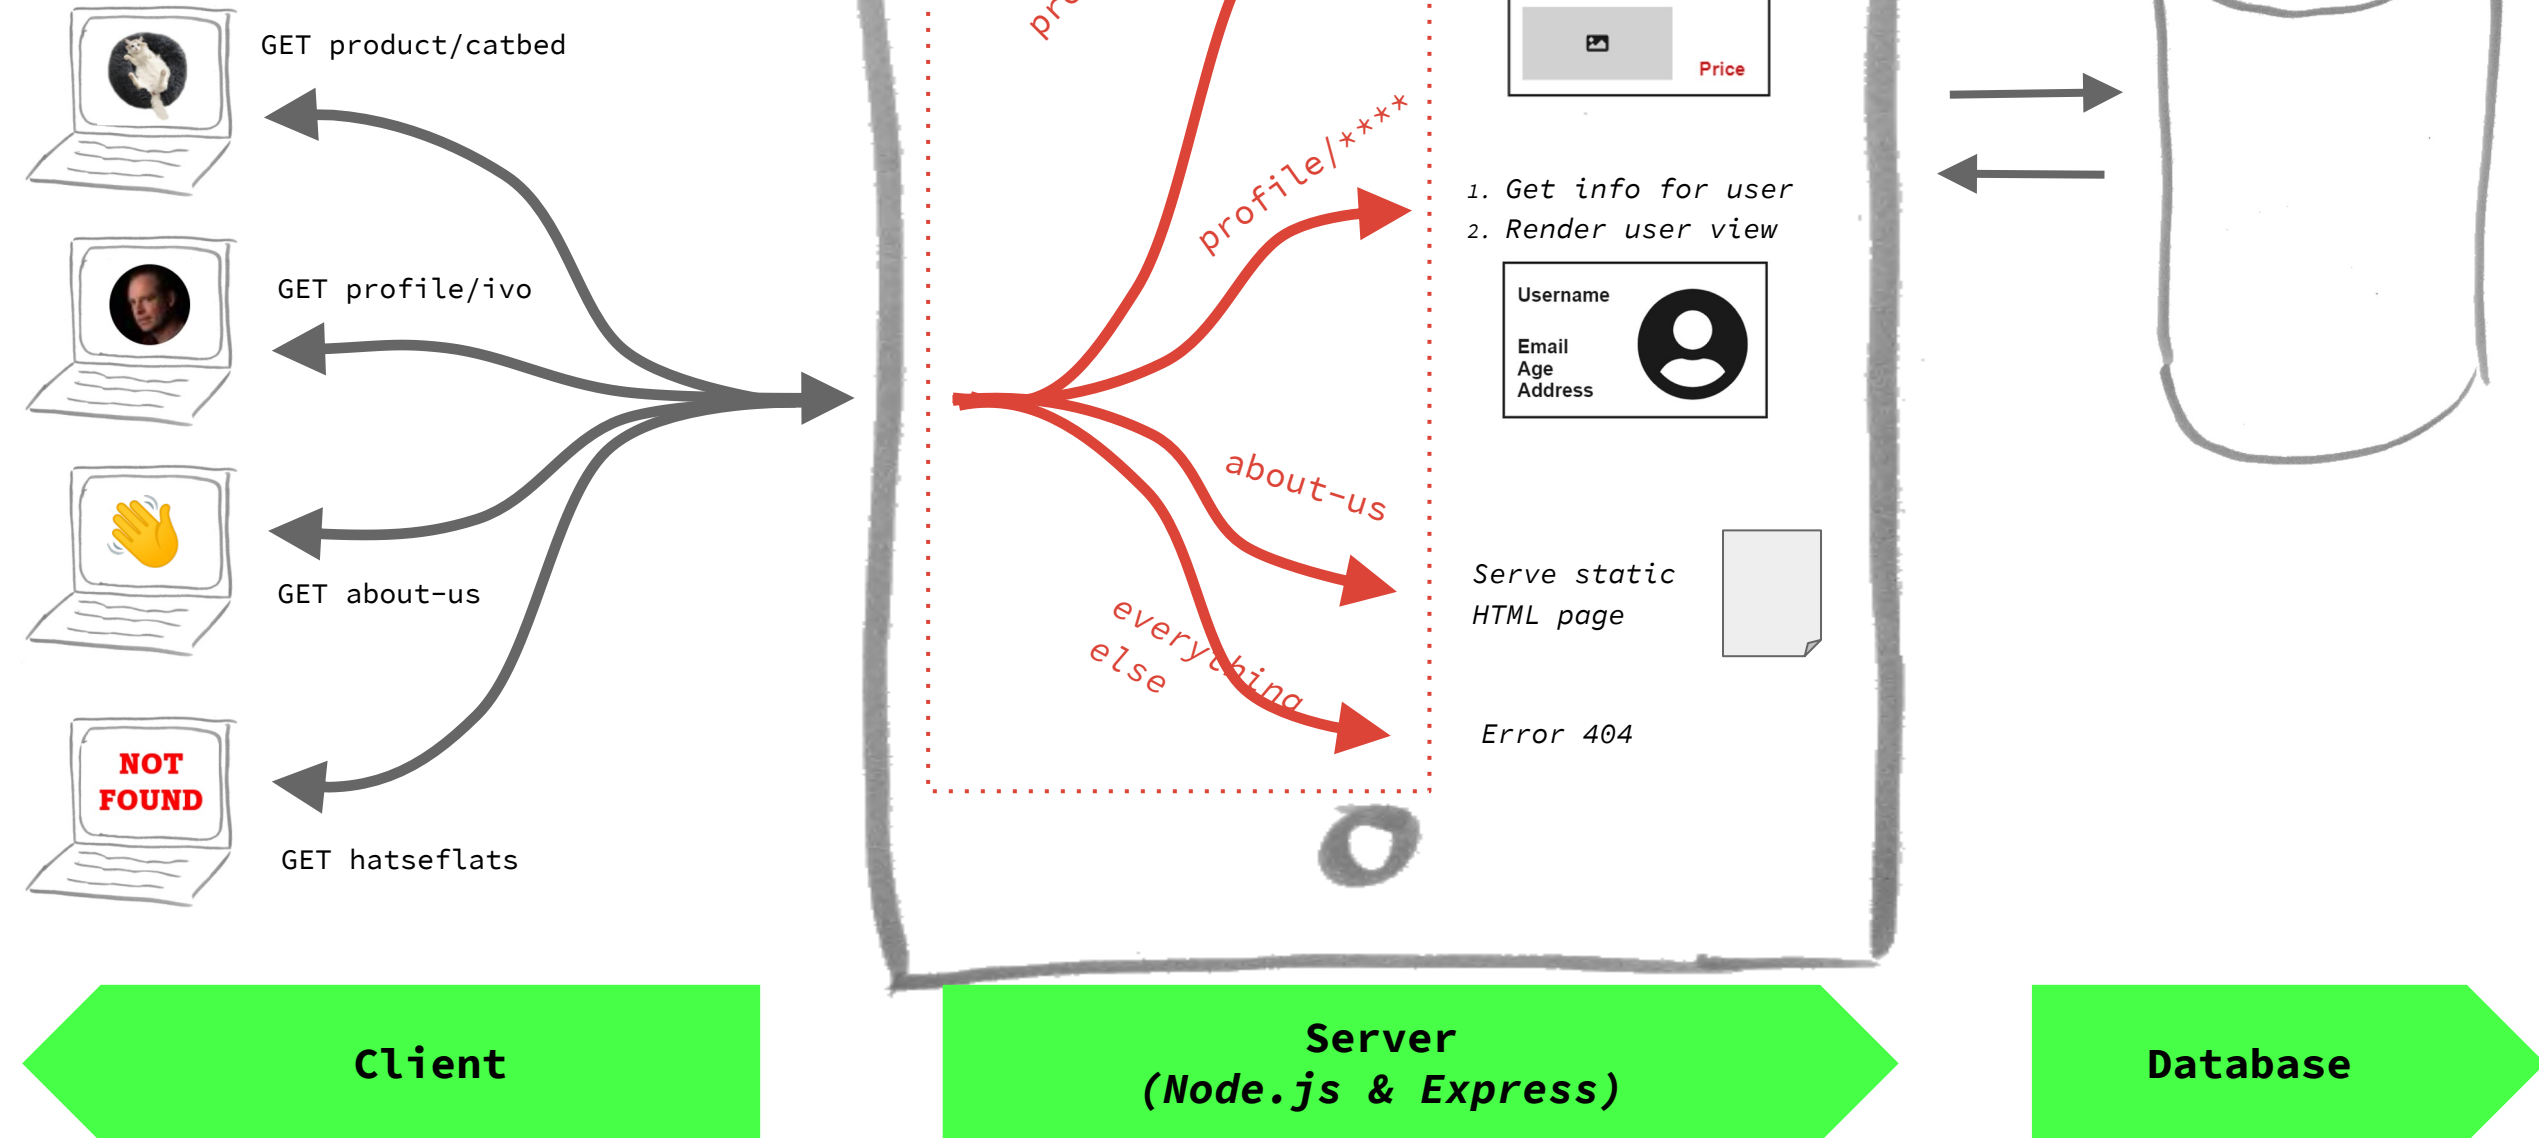 GET product/catbed
GET profile/ivo
GET about-us
NOT
FOUND
GET hatseflats
profile/****
about-us
everything
else
Price
1. Get info for user
2. Render user view
Username
Email
Age
Address
Serve static
HTML page
Error 404
Client
Server
(Node.js & Express)
Database